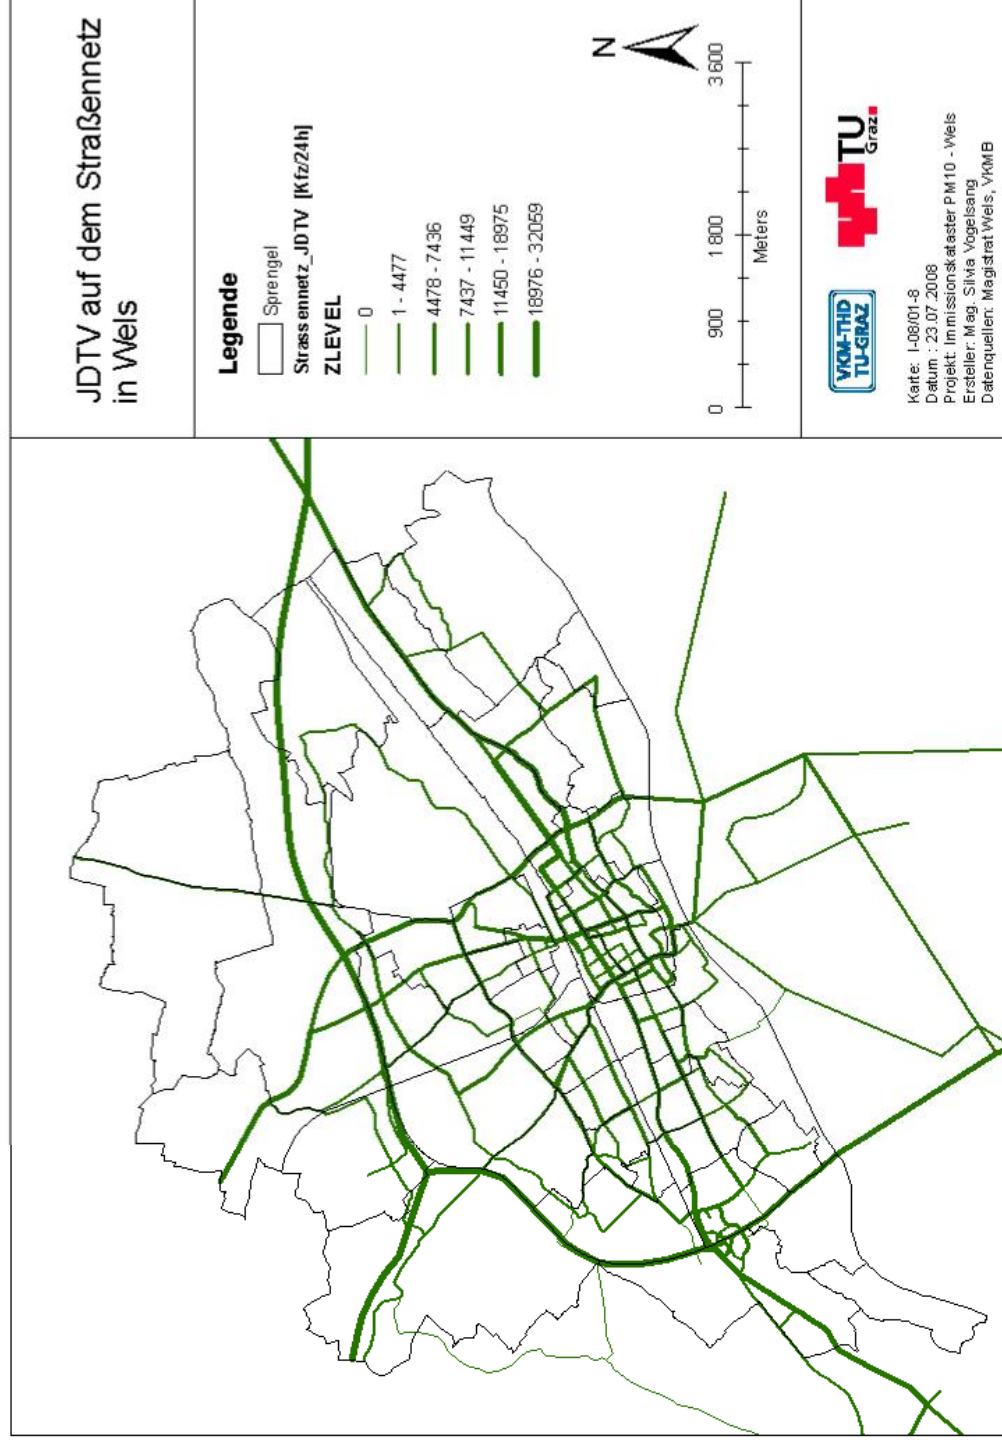 JDTV auf dem Straßennetz
in Wels
Legende
Sprengel
Strassennetz_JDTV [Kfz/24h]
ZLEVEL
0
1 - 4477
4478 - 7436
7437 - 11449
11450 - 18975
18976 - 32059
N
0 900 1800 3600
Meters
VKM-THD
TU-GRAZ
TU
Graz
Karte: I-08/01-8
Datum : 23.07.2008
Projekt: Immissionskataster PM10 - Wels
Ersteller: Mag. Silvia Vogelsang
Datenquellen: Magistrat Wels, VKMB